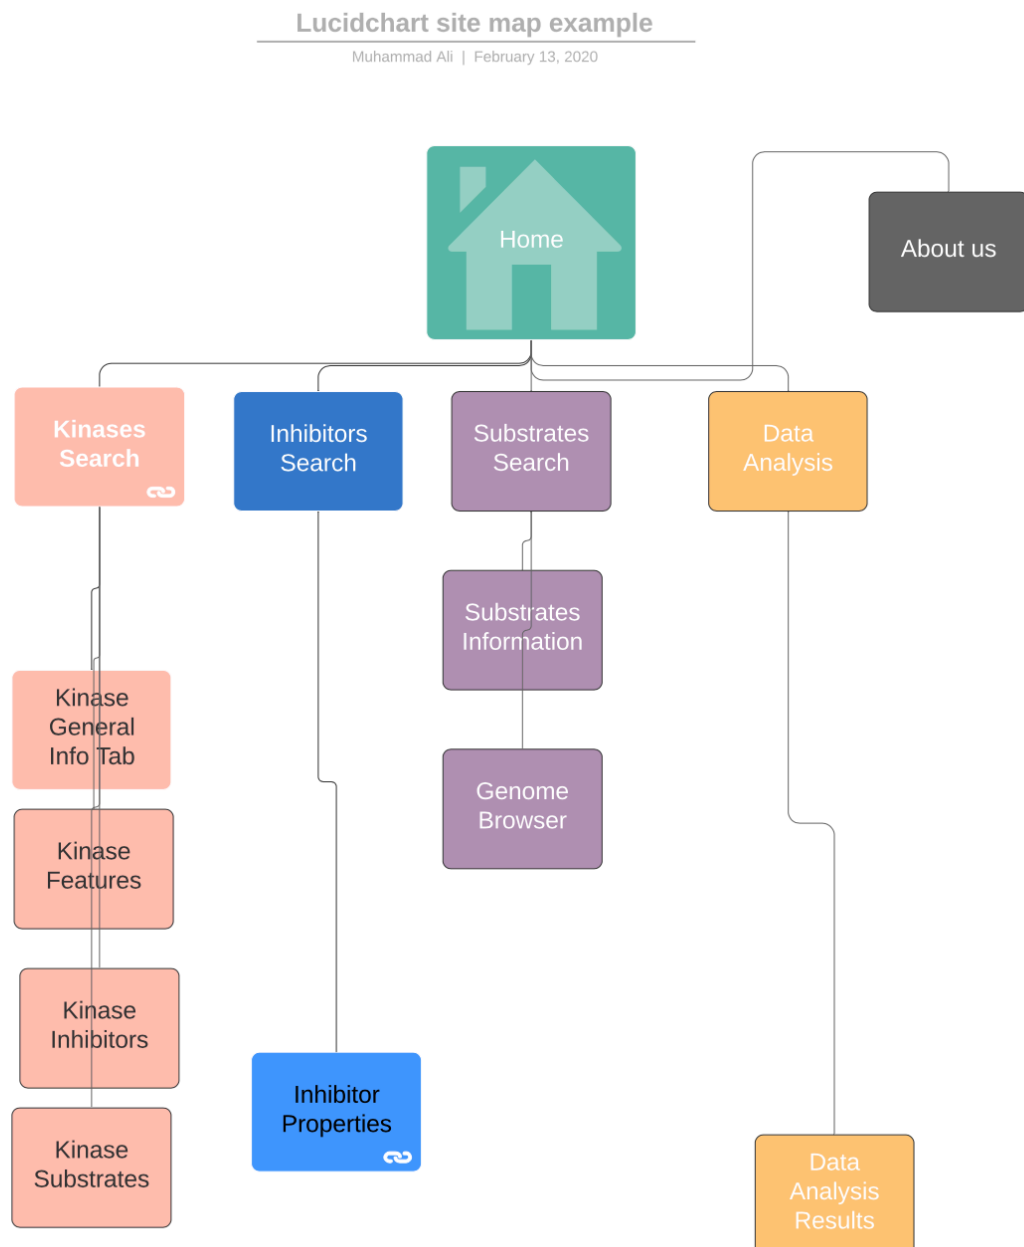 Lucidchart site map example
Muhammad Ali | February 13, 2020
Home
About us
Kinases
Search
Inhibitors
Search
Substrates
Search
Data
Analysis
Substrates
Information
Kinase
General
Info Tab
Genome
Browser
Kinase
Features
Kinase
Inhibitors
Inhibitor
Properties
Kinase
Substrates
Data
Analysis
Results